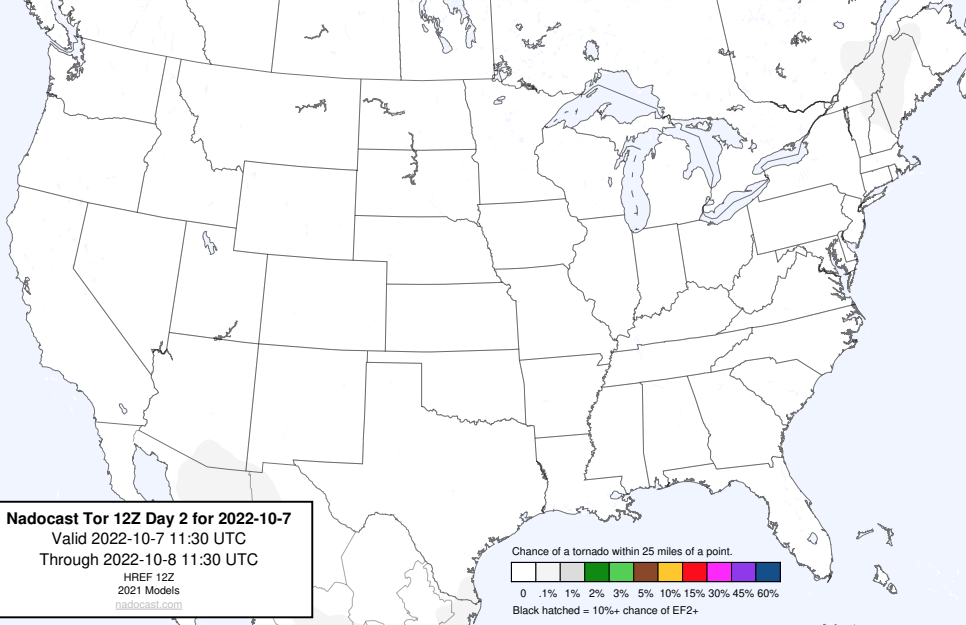 Nadocast Tor 12Z Day 2 for 2022-10-7
Valid 2022-10-7 11:30 UTC
Through 2022-10-8 11:30 UTC
HREF 12Z
2021 Models
nadocast.com
Chance of a tornado within 25 miles of a point.
0 .1% 1% 2% 3% 5% 10% 15% 30% 45% 60%
Black hatched = 10%+ chance of EF2+